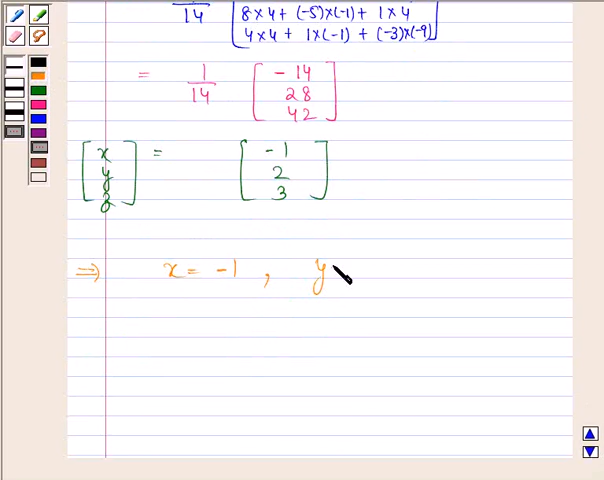 14 8×4 + (-5)×(-1) + 1×4
4×4 + 1×(-1) + (-3)×(-9)
= 1/14 [ -14
28
42 ]
[ x = [ -1
y 2
z ] 3 ]
⇒ x = -1 , y